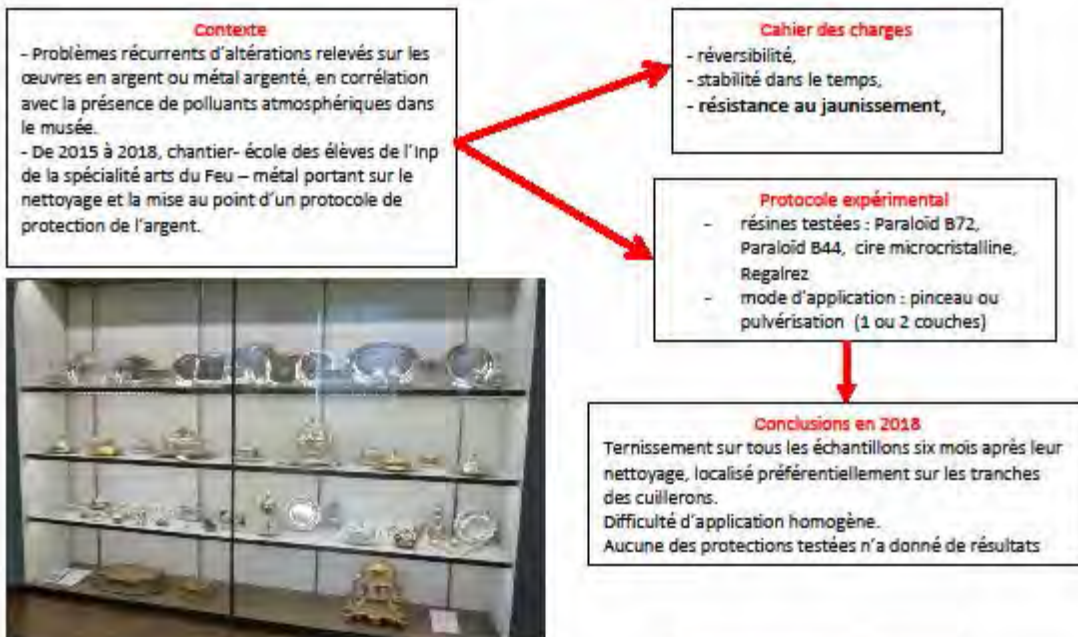 Contexte
- Problèmes récurrents d'altérations relevés sur les
œuvres en argent ou métal argenté, en corrélation
avec la présence de polluants atmosphériques dans
le musée.
- De 2015 à 2018, chantier- école des élèves de l'Inp
de la spécialité arts du Feu – métal portant sur le
nettoyage et la mise au point d'un protocole de
protection de l'argent.
Cahier des charges
- réversibilité,
- stabilité dans le temps,
- résistance au jaunissement,
Protocole expérimental
- résines testées : Paraloïd B72,
Paraloïd B44, cire microcristalline,
Regalrez
- mode d'application : pinceau ou
pulvérisation (1 ou 2 couches)
Conclusions en 2018
Ternissement sur tous les échantillons six mois après leur
nettoyage, localisé préférentiellement sur les tranches
des cuillerons.
Difficulté d'application homogène.
Aucune des protections testées n'a donné de résultats